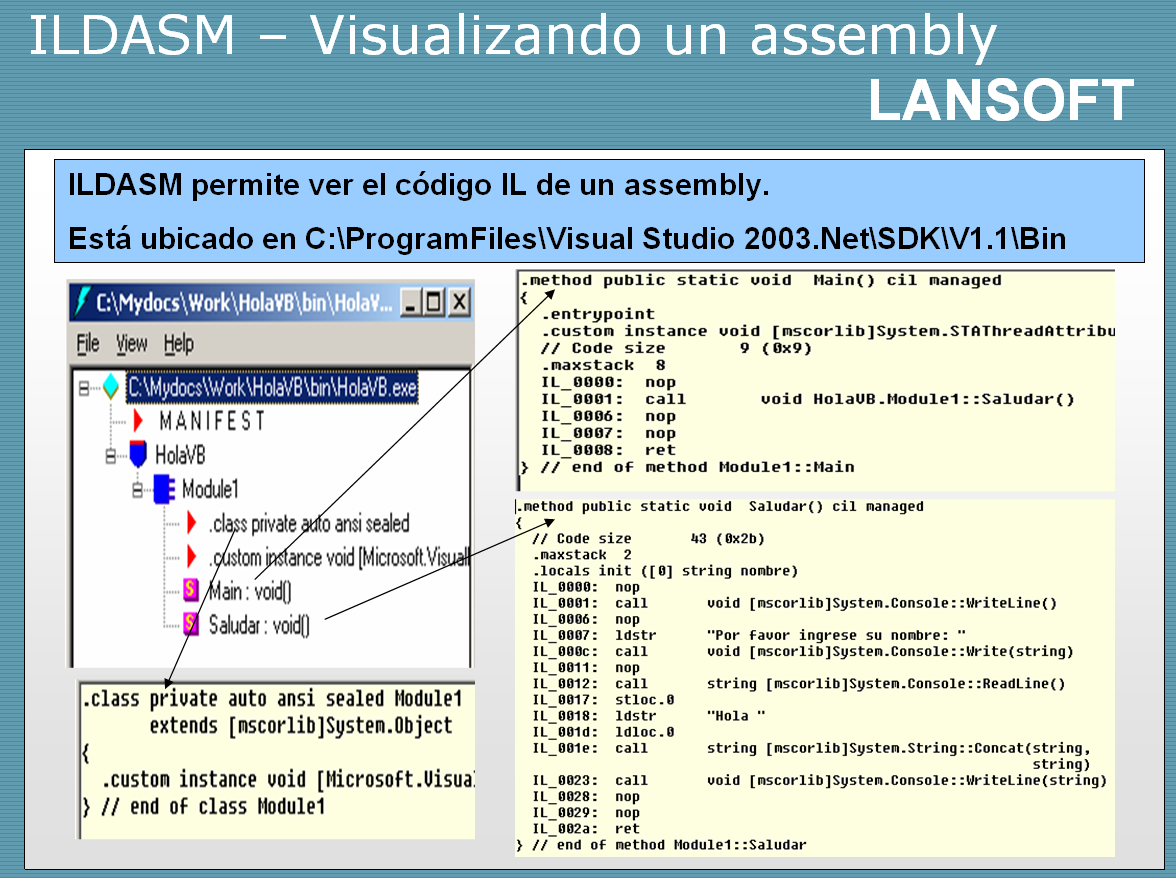 ILDASM – Visualizando un assembly
LANSOFT
ILDASM permite ver el código IL de un assembly.
Está ubicado en C:\ProgramFiles\Visual Studio 2003.Net\SDK\V1.1\Bin
C:\Mydocs\Work\HolaVB\bin\HolaV...
File View Help
C:\Mydocs\Work\HolaVB\bin\HolaVB.exe
MANIFEST
HolaVB
Module1
.class private auto ansi sealed
.custom instance void [Microsoft.Visual
S Main : void()
S Saludar : void()
.class private auto ansi sealed Module1
extends [mscorlib]System.Object
{
.custom instance void [Microsoft.Visua
} // end of class Module1
.method public static void Main() cil managed
{
.entrypoint
.custom instance void [mscorlib]System.STAThreadAttribu
// Code size 9 (0x9)
.maxstack 8
IL_0000: nop
IL_0001: call void HolaVB.Module1::Saludar()
IL_0006: nop
IL_0007: nop
IL_0008: ret
} // end of method Module1::Main
.method public static void Saludar() cil managed
{
// Code size 43 (0x2b)
.maxstack 2
.locals init ([0] string nombre)
IL_0000: nop
IL_0001: call void [mscorlib]System.Console::WriteLine()
IL_0006: nop
IL_0007: ldstr "Por favor ingrese su nombre: "
IL_000c: call void [mscorlib]System.Console::Write(string)
IL_0011: nop
IL_0012: call string [mscorlib]System.Console::ReadLine()
IL_0017: stloc.0
IL_0018: ldstr "Hola "
IL_001d: ldloc.0
IL_001e: call string [mscorlib]System.String::Concat(string,
string)
IL_0023: call void [mscorlib]System.Console::WriteLine(string)
IL_0028: nop
IL_0029: nop
IL_002a: ret
} // end of method Module1::Saludar